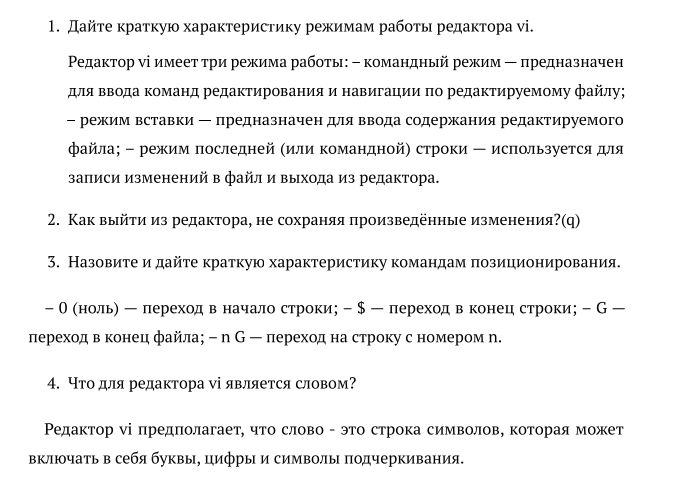 1. Дайте краткую характеристику режимам работы редактора vi.
Редактор vi имеет три режима работы: – командный режим — предназначен
для ввода команд редактирования и навигации по редактируемому файлу;
– режим вставки — предназначен для ввода содержания редактируемого
файла; – режим последней (или командной) строки — используется для
записи изменений в файл и выхода из редактора.
2. Как выйти из редактора, не сохраняя произведённые изменения?(q)
3. Назовите и дайте краткую характеристику командам позиционирования.
– 0 (ноль) — переход в начало строки; – $ — переход в конец строки; – G —
переход в конец файла; – n G — переход на строку с номером n.
4. Что для редактора vi является словом?
Редактор vi предполагает, что слово - это строка символов, которая может
включать в себя буквы, цифры и символы подчеркивания.